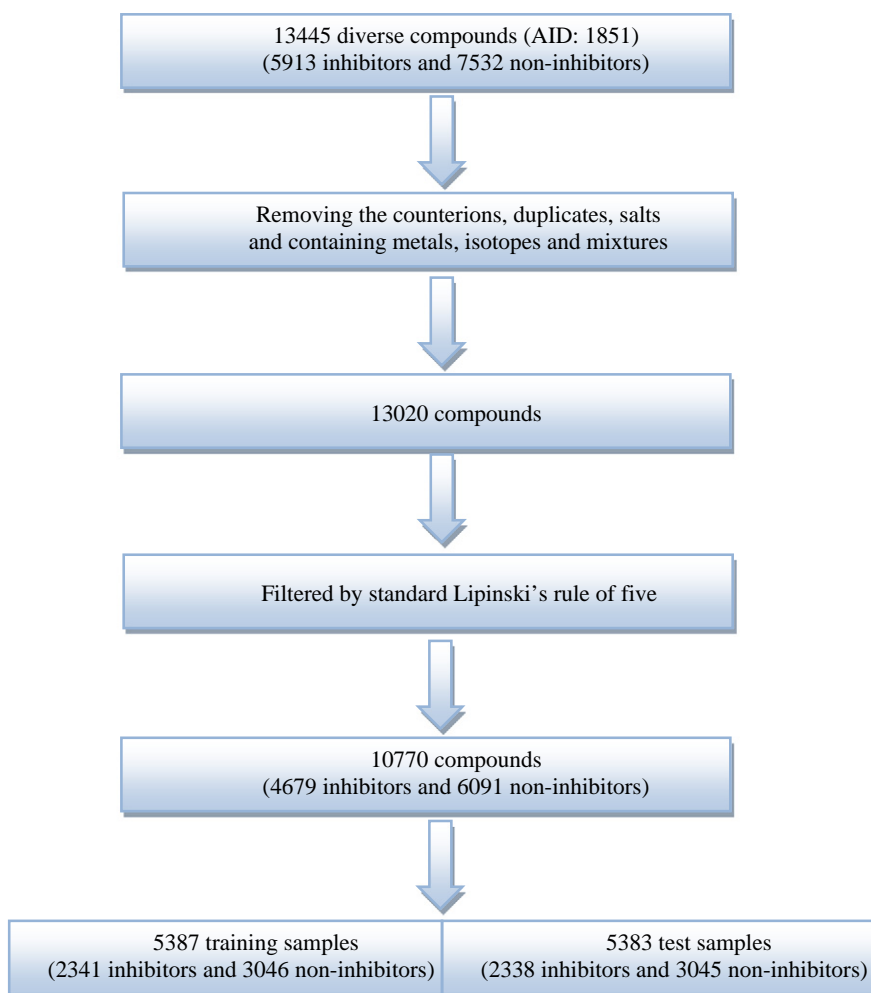 13445 diverse compounds (AID: 1851)
(5913 inhibitors and 7532 non-inhibitors)
Removing the counterions, duplicates, salts
and containing metals, isotopes and mixtures
13020 compounds
Filtered by standard Lipinski’s rule of five
10770 compounds
(4679 inhibitors and 6091 non-inhibitors)
5387 training samples
(2341 inhibitors and 3046 non-inhibitors)
5383 test samples
(2338 inhibitors and 3045 non-inhibitors)